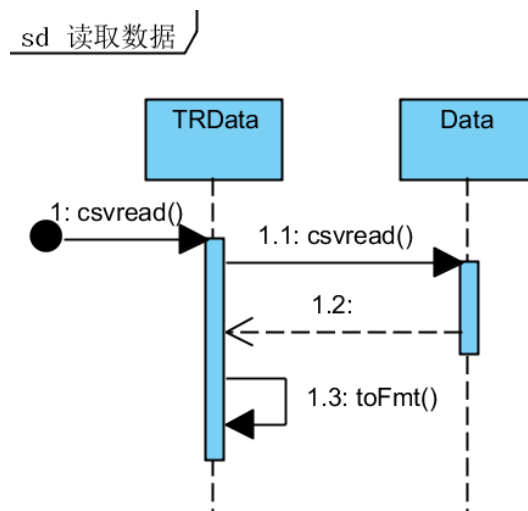 sd 读取数据
TRData
Data
1: csvread()
1.1: csvread()
1.2:
1.3: toFmt()